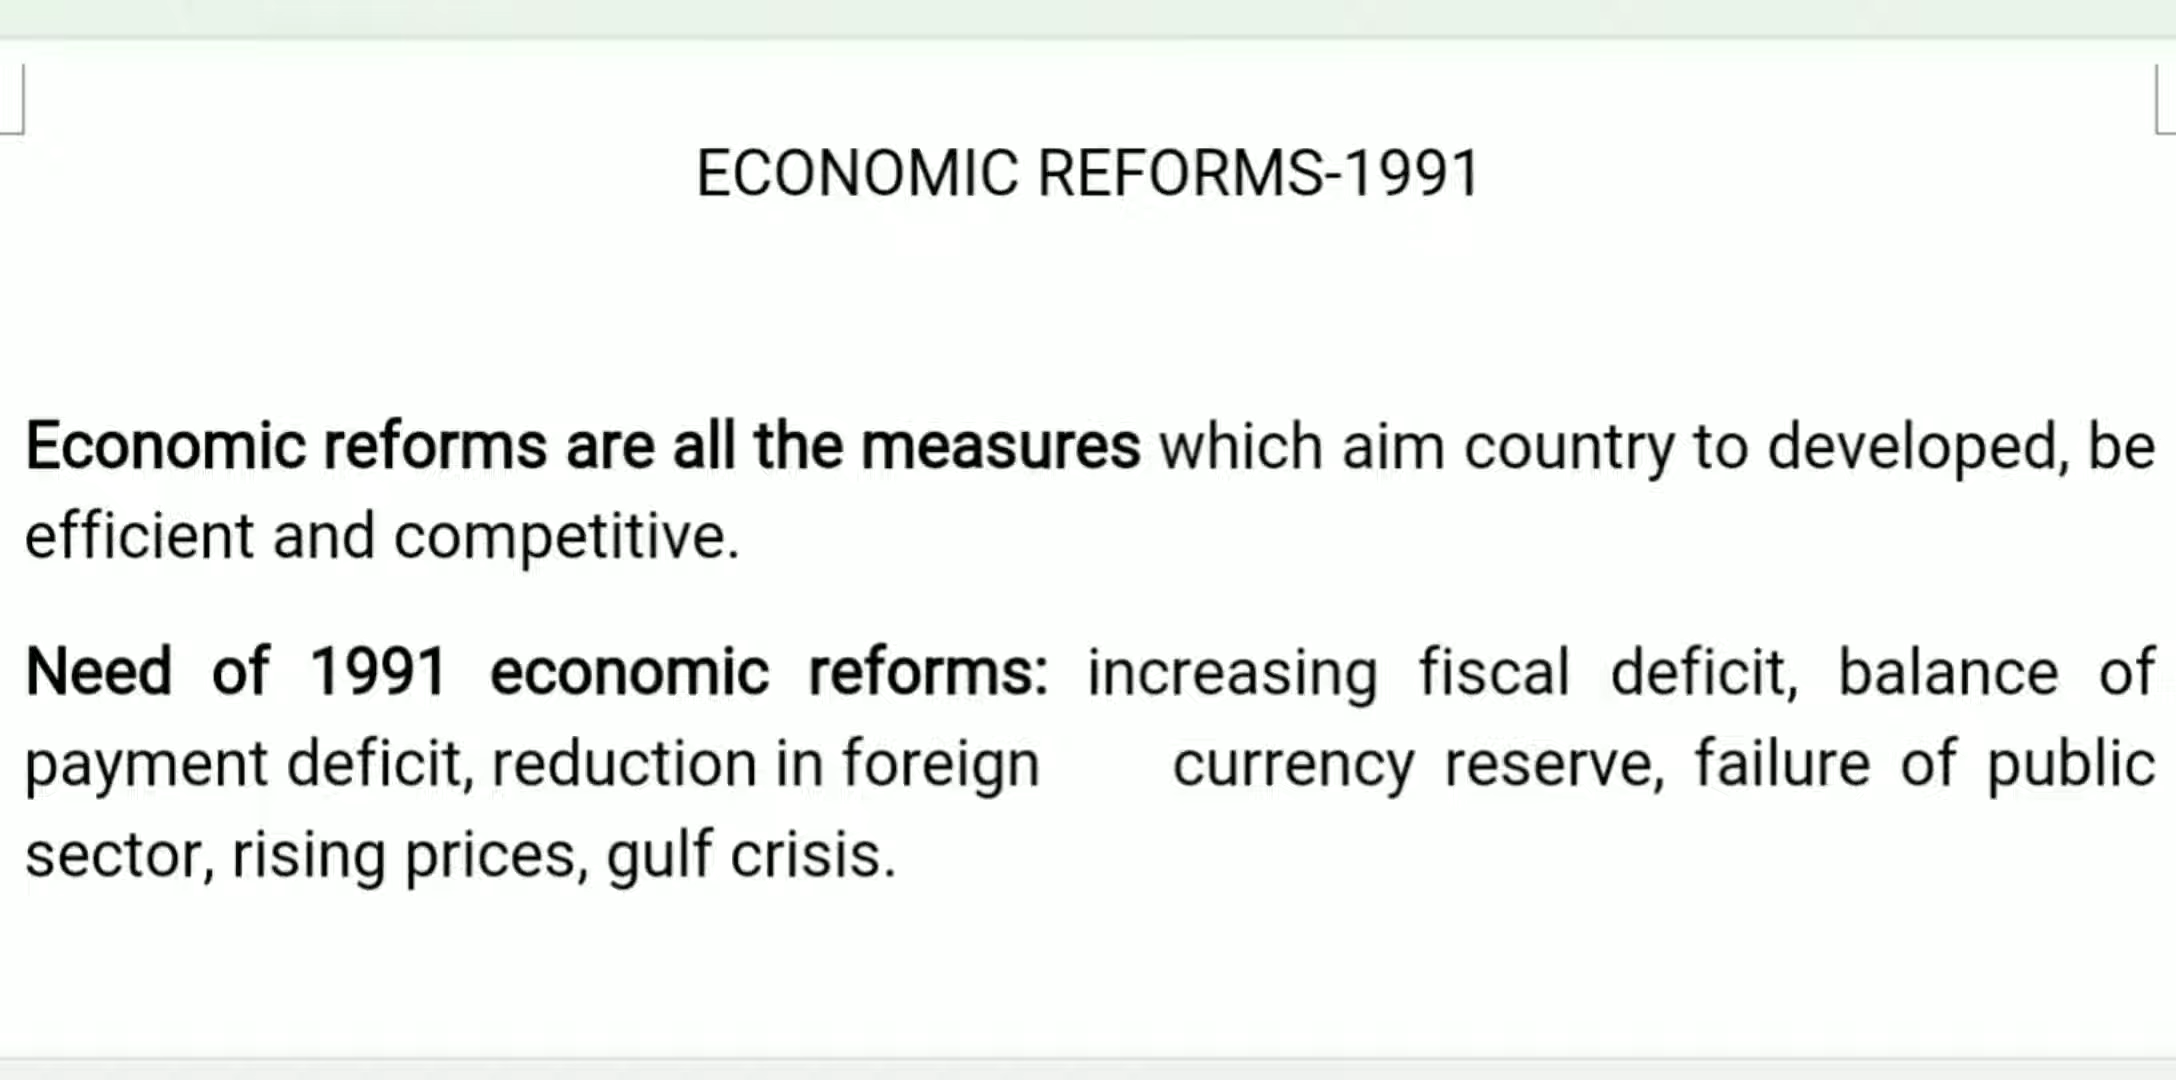 ECONOMIC REFORMS-1991
Economic reforms are all the measures which aim country to developed, be
efficient and competitive.
Need of 1991 economic reforms: increasing fiscal deficit, balance of
payment deficit, reduction in foreign currency reserve, failure of public
sector, rising prices, gulf crisis.